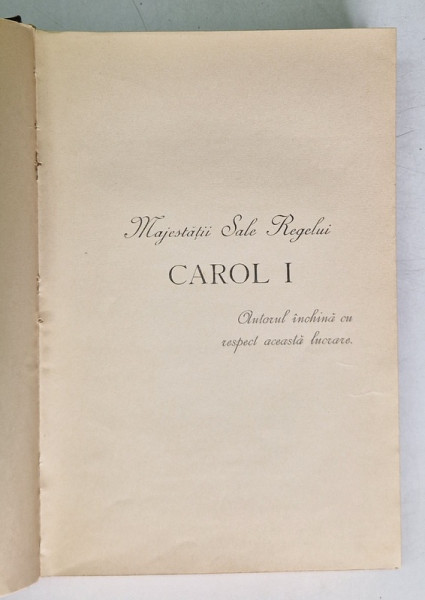 Majestății Sale Regelui
CAROL I
Autorul închină cu
respect această lucrare.